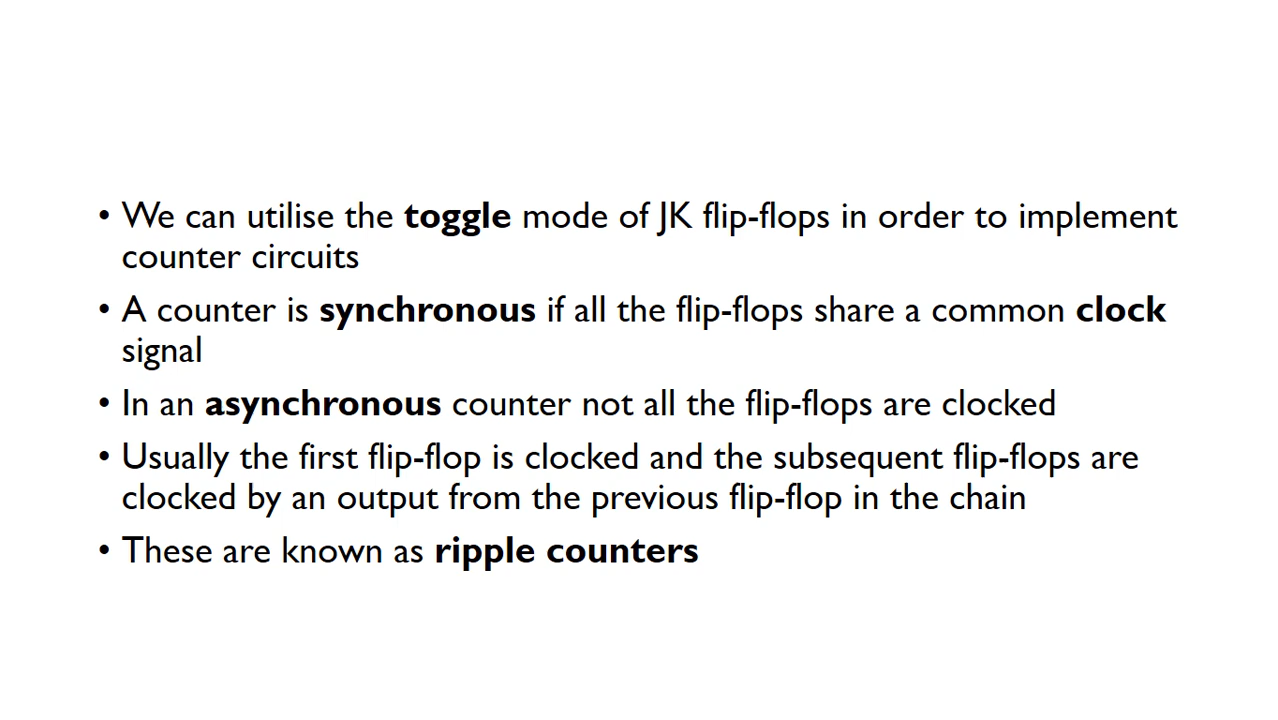 • We can utilise the toggle mode of JK flip-flops in order to implement
counter circuits
• A counter is synchronous if all the flip-flops share a common clock
signal
• In an asynchronous counter not all the flip-flops are clocked
• Usually the first flip-flop is clocked and the subsequent flip-flops are
clocked by an output from the previous flip-flop in the chain
• These are known as ripple counters